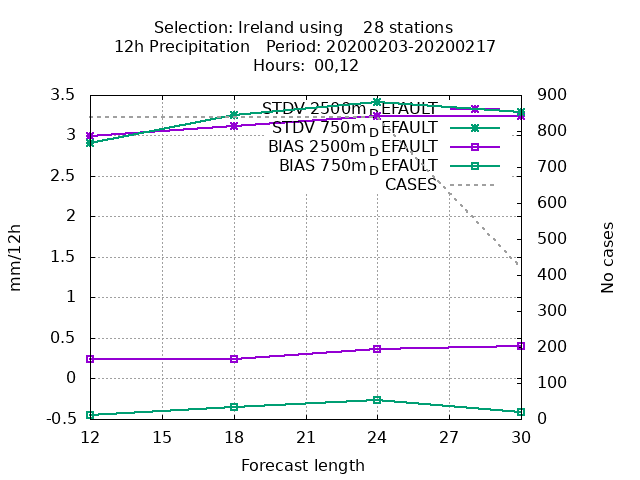 Selection: Ireland using 28 stations
12h Precipitation Period: 20200203-20200217
Hours: 00,12
3.5
3
2.5
2
1.5
1
0.5
0
-0.5
mm/12h
STDV 2500m_DEFAULT
STDV 750m_DEFAULT
BIAS 2500m_DEFAULT
BIAS 750m_DEFAULT
CASES
900
800
700
600
500
400
300
200
100
0
No cases
12 15 18 21 24 27 30
Forecast length